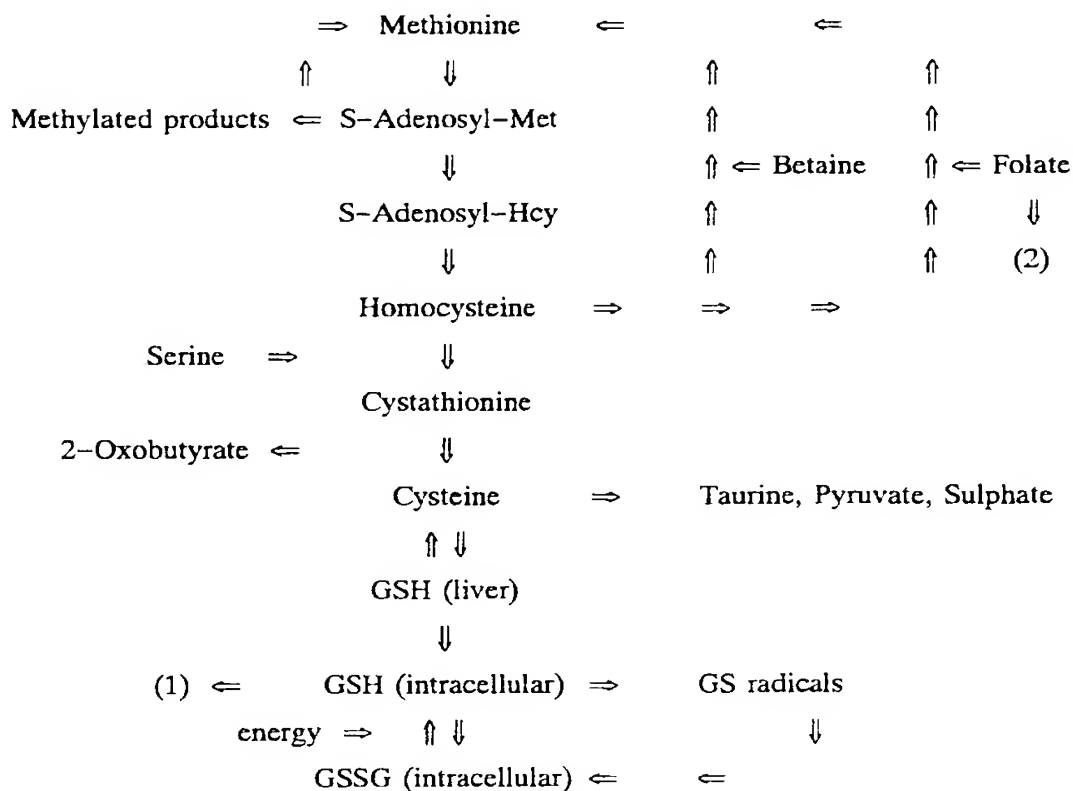 ⇒ Methionine ⇐ ⇐
⇑ ⇓ ⇑ ⇑
Methylated products ⇐ S-Adenosyl-Met ⇑ ⇑
⇓ ⇑ ⇐ Betaine ⇑ ⇐ Folate
S-Adenosyl-Hcy ⇑ ⇑ ⇓
⇓ ⇑ ⇑ (2)
Homocysteine ⇒ ⇒ ⇒
Serine ⇒ ⇓
Cystathionine
2-Oxobutyrate ⇐ ⇓
Cysteine ⇒ Taurine, Pyruvate, Sulphate
⇑ ⇓
GSH (liver)
⇓
(1) ⇐ GSH (intracellular) ⇒ GS radicals
energy ⇒ ⇑ ⇓ ⇓
GSSG (intracellular) ⇐ ⇐